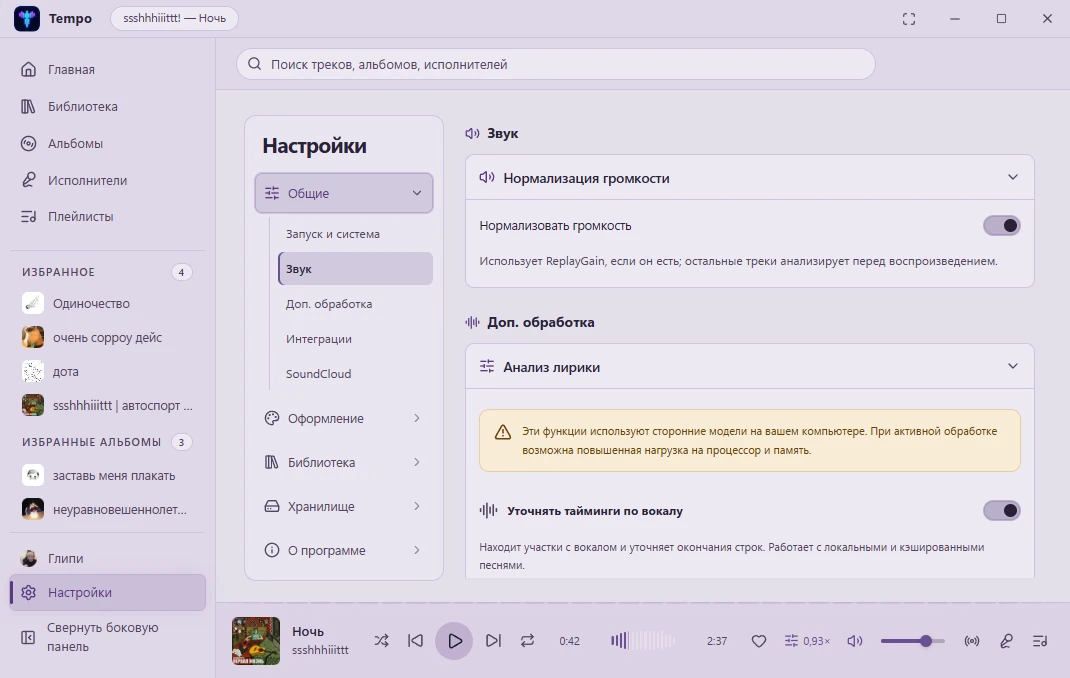 Tempo
ssshhhiiittt! — Ночь
Главная
Библиотека
Альбомы
Исполнители
Плейлисты
ИЗБРАННОЕ 4
Одиночество
очень сорроу дейс
дота
ssshhhiiittt | автоспорт ...
ИЗБРАННЫЕ АЛЬБОМЫ 3
заставь меня плакать
неуравновешеннолет...
Глипи
Настройки
Свернуть боковую
панель
Поиск треков, альбомов, исполнителей
Настройки
Общие
Запуск и система
Звук
Доп. обработка
Интеграции
SoundCloud
Оформление
Библиотека
Хранилище
О программе
Звук
Нормализация громкости
Нормализовать громкость
Использует ReplayGain, если он есть; остальные треки анализирует перед воспроизведением.
Доп. обработка
Анализ лирики
Эти функции используют сторонние модели на вашем компьютере. При активной обработке
возможна повышенная нагрузка на процессор и память.
Уточнять тайминги по вокалу
Находит участки с вокалом и уточняет окончания строк. Работает с локальными и кэшированными
песнями.
Ночь
ssshhhiiittt
0:42
2:37
0,93×